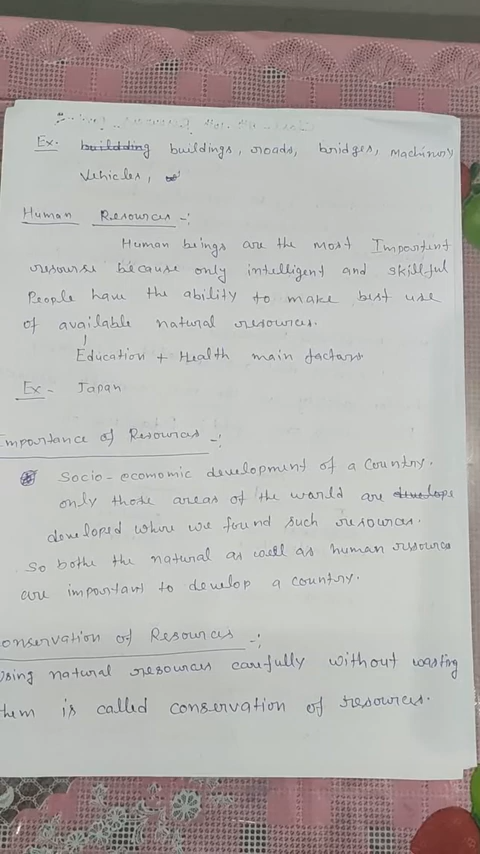 Ex. buildding buildings, roads, bridges, Machinery
Vehicles,
Human Resources -:
Human beings are the most Important
resourse because only intelligent and skillful
People have the ability to make best use
of available natural resources.
Education + Health main factors
Ex - Japan
Importance of Resources -:
Socio - economic development of a country.
only those areas of the world are develope
developed where we found such resources.
So bothe the natural as well as human resources
are important to develop a country.
onservation of Resources -:
Using natural resources carefully without wasting
them is called conservation of resources.